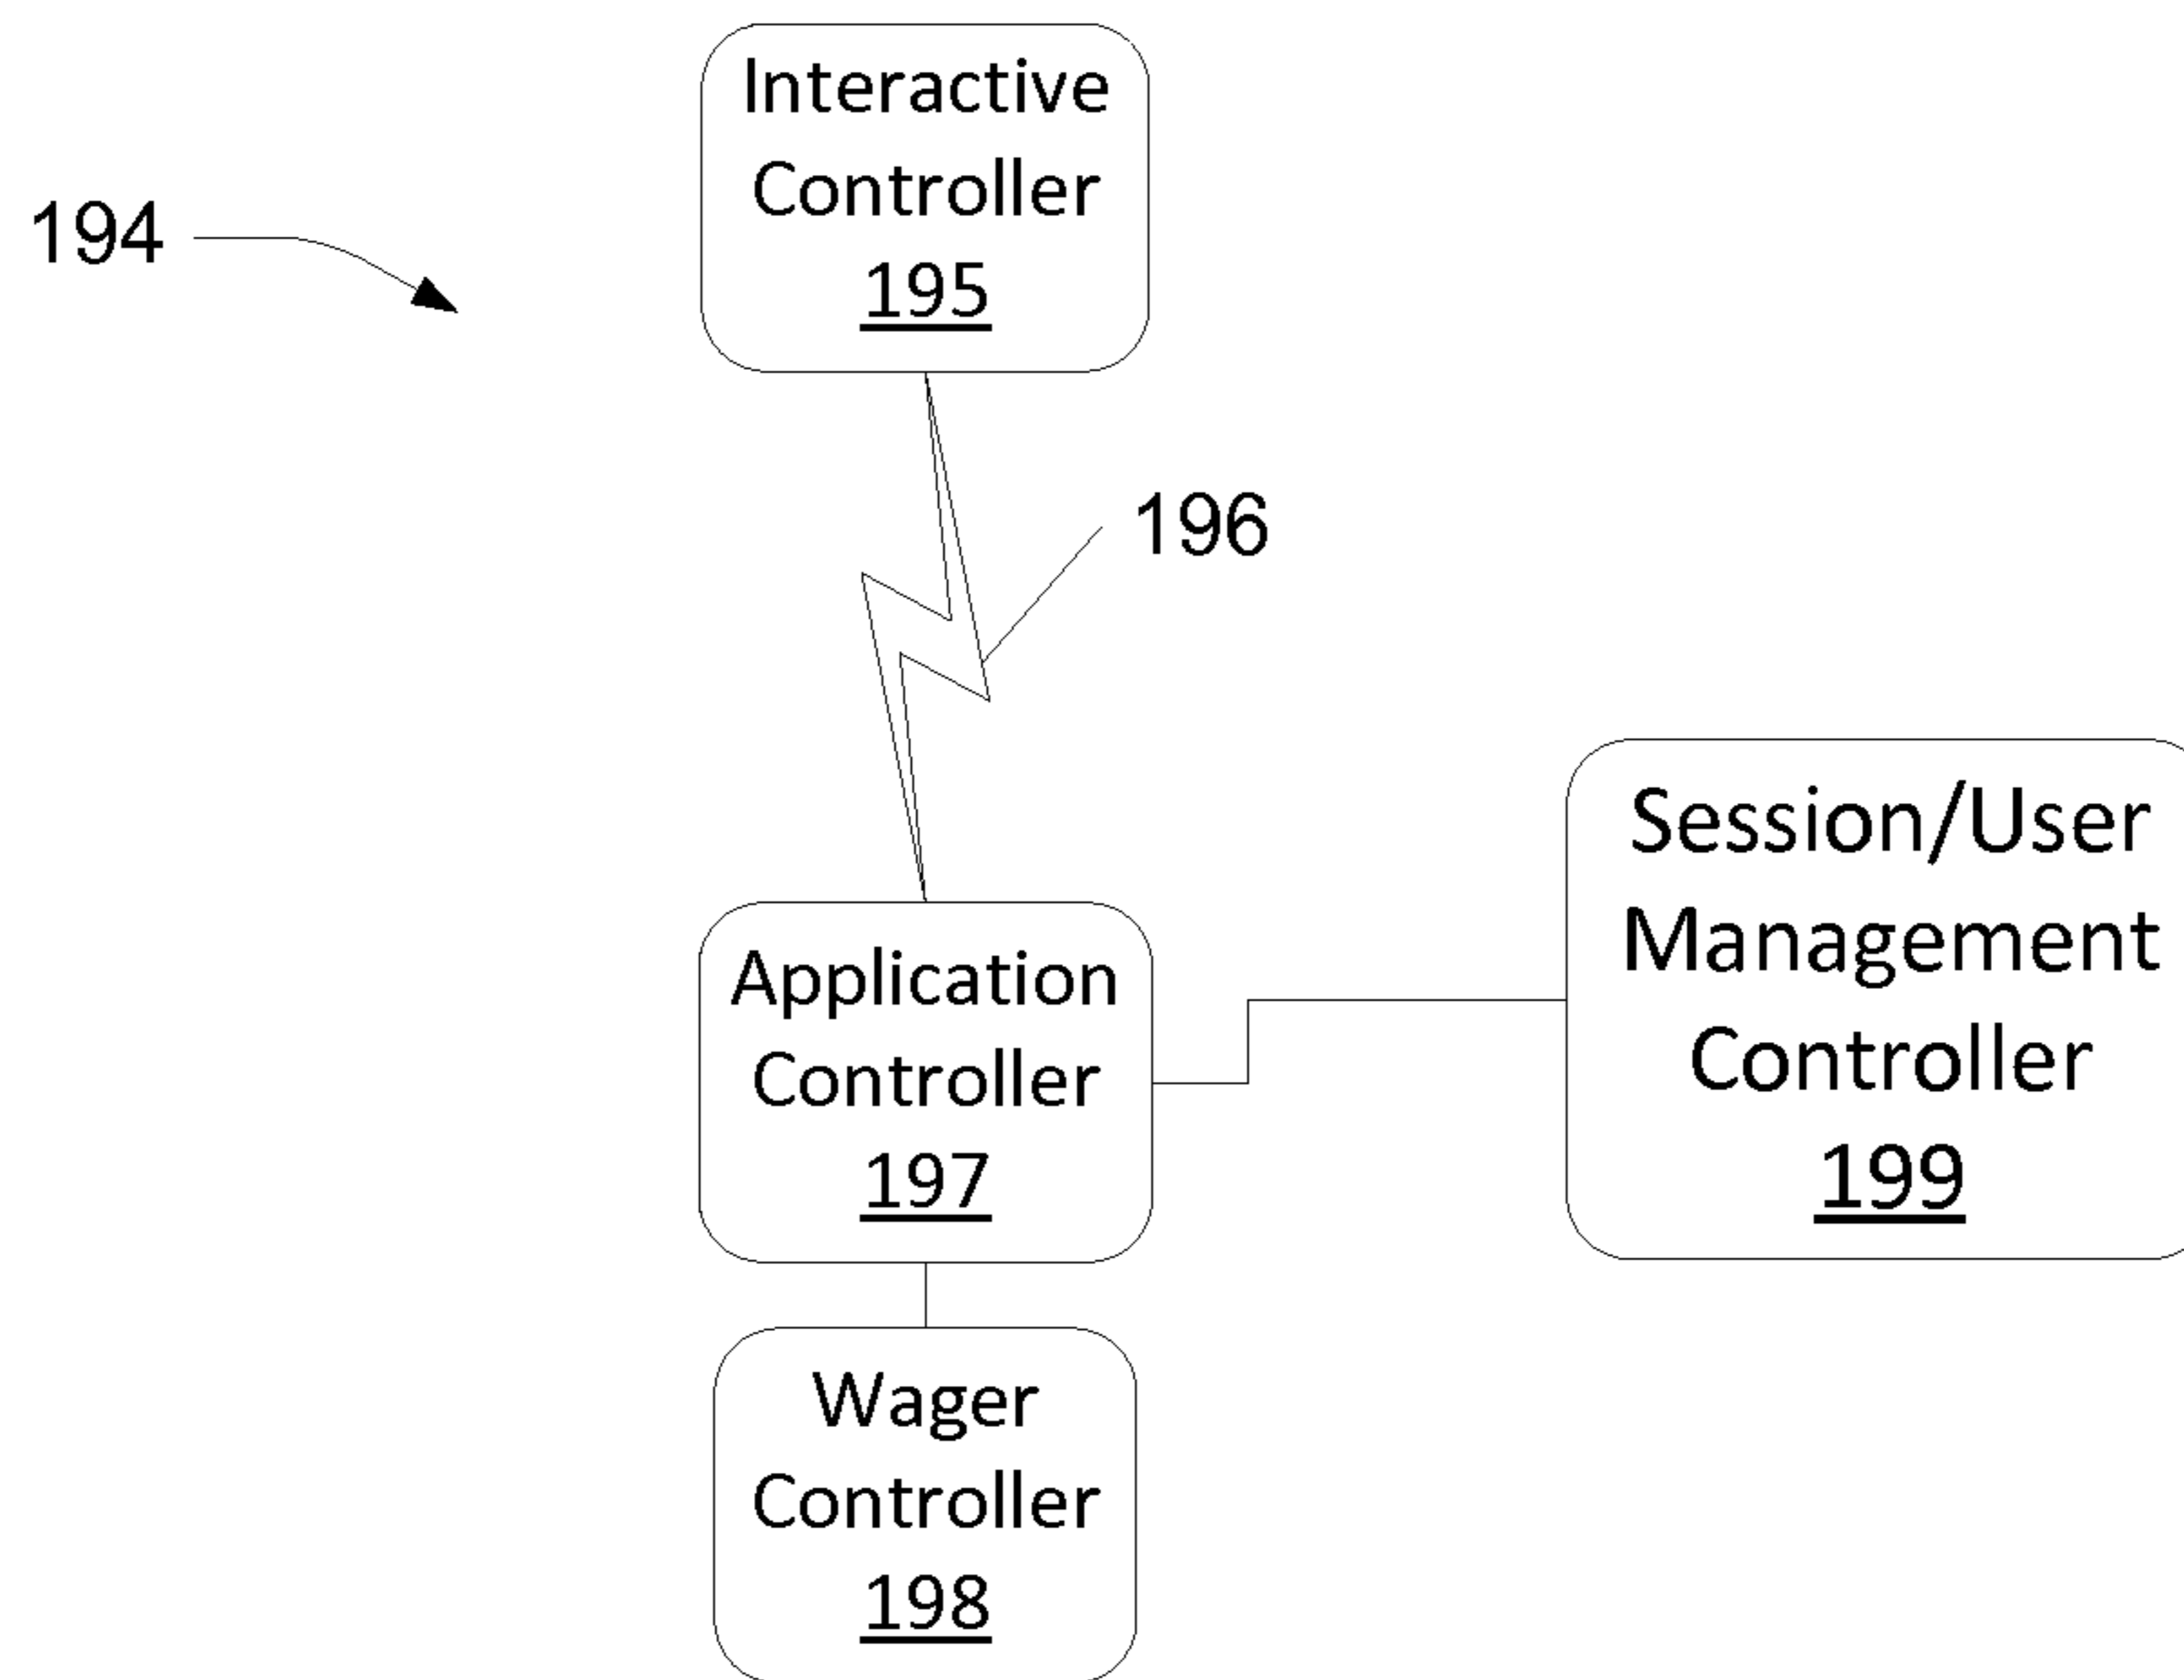 Interactive
Controller
195
194
196
Application
Controller
197
Session/User
Management
Controller
199
Wager
Controller
198